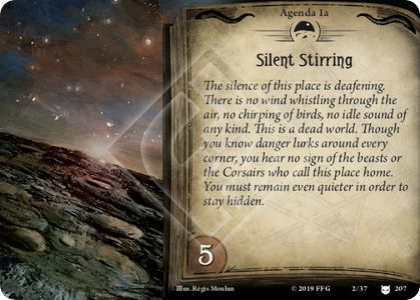 Agenda 1a
Silent Stirring
The silence of this place is deafening.
There is no wind whistling through the
air, no chirping of birds, no idle sound of
any kind. This is a dead world. Though
you know danger lurks around every
corner, you hear no sign of the beasts or
the Corsairs who call this place home.
You must remain even quieter in order to
stay hidden.
5
Illus. Régis Moulun
© 2019 FFG
2/37
207